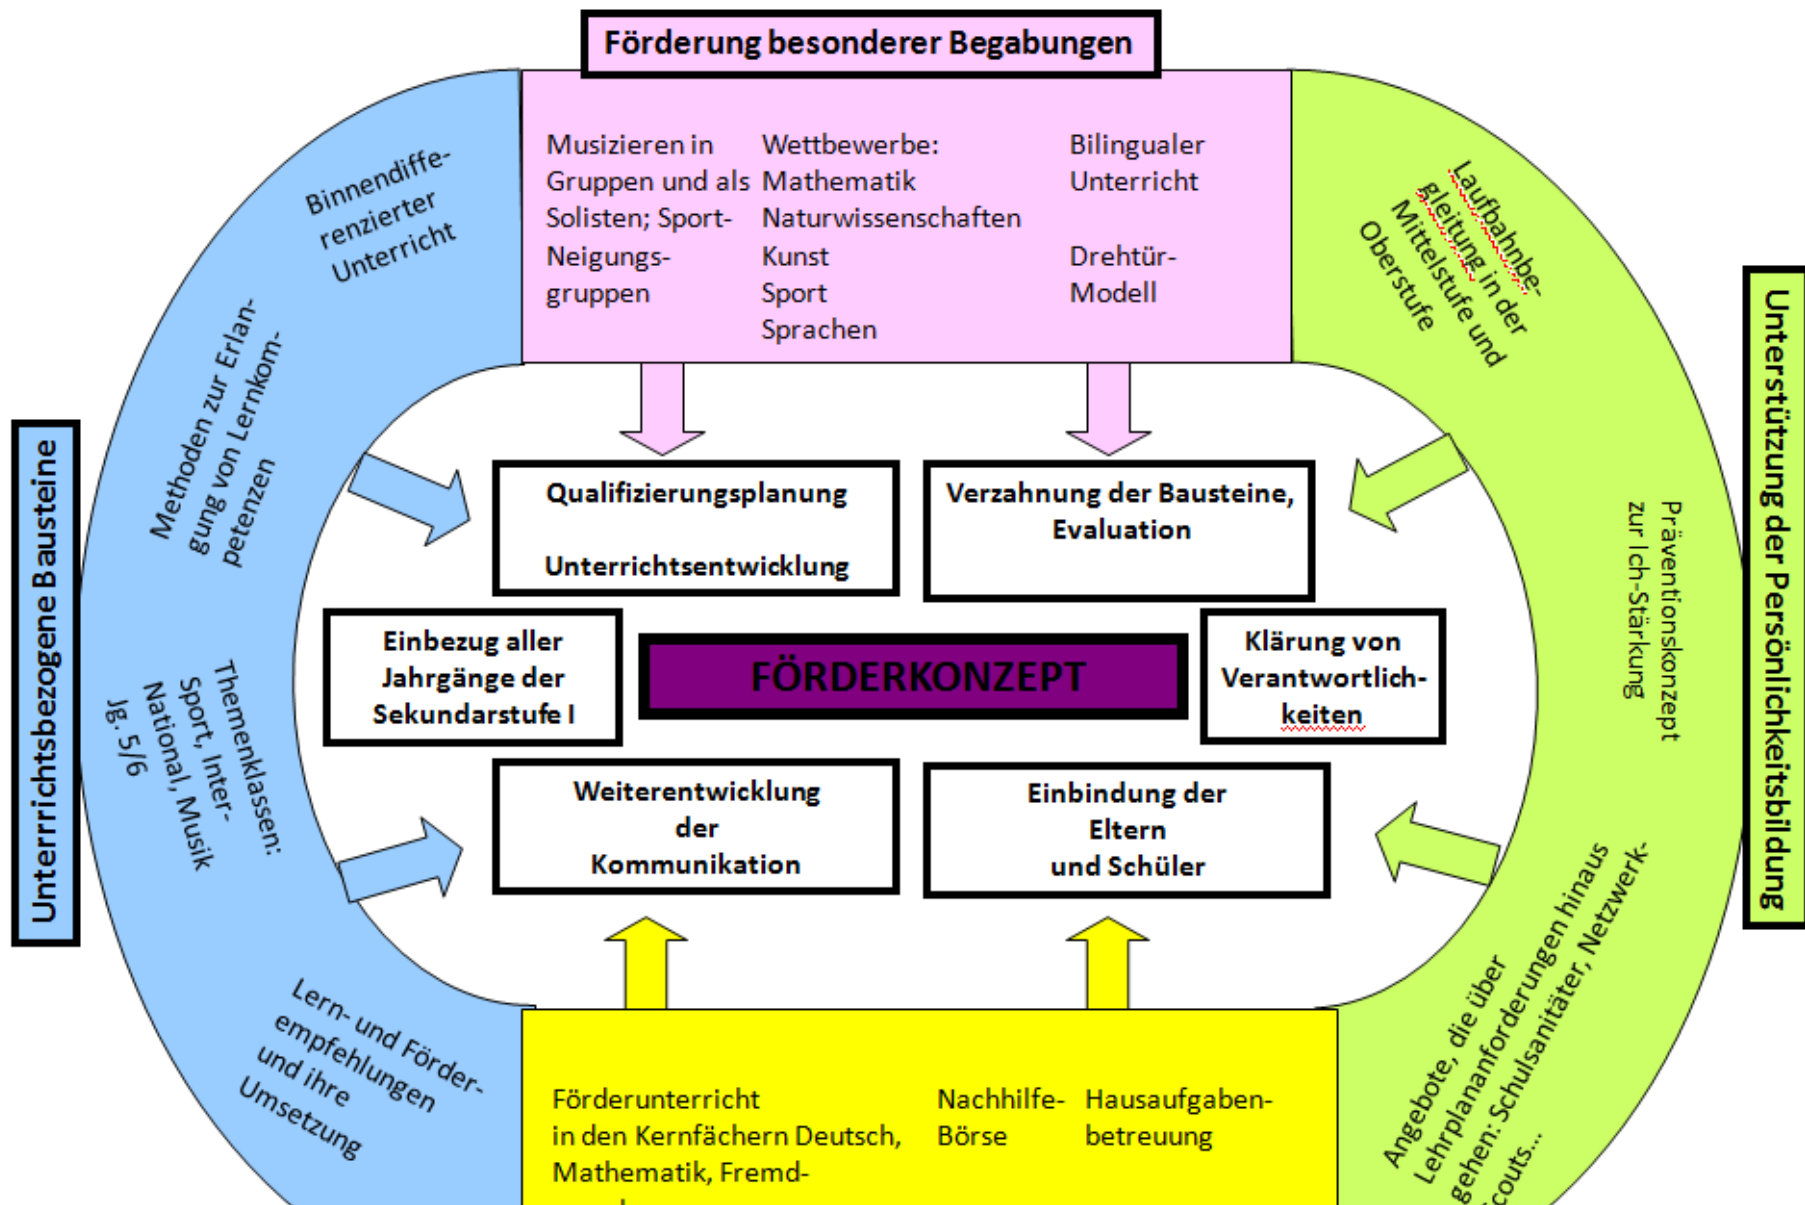 Förderung besonderer Begabungen
Musizieren in
Gruppen und als
Solisten; Sport-
Neigungs-
gruppen
Wettbewerbe:
Mathematik
Naturwissenschaften
Kunst
Sport
Sprachen
Bilingualer
Unterricht
Drehtür-
Modell
Unterrrichtsbezogene Bausteine
Binnendiffe-
renzierter
Unterricht
Methoden zur Erlan-
gung von Lernkom-
petenzen
Themenklassen:
Sport, Inter-
National, Musik
Jg. 5/6
Lern- und Förder-
empfehlungen
und ihre
Umsetzung
Qualifizierungsplanung
Unterrichtsentwicklung
Verzahnung der Bausteine,
Evaluation
Einbezug aller
Jahrgänge der
Sekundarstufe I
FÖRDERKONZEPT
Klärung von
Verantwortlich-
keiten
Weiterentwicklung
der
Kommunikation
Einbindung der
Eltern
und Schüler
Unterstützung der Persönlichkeitsbildung
Laufbahnbe-
gleitung in der
Mittelstufe und
Oberstufe
Präventionskonzept
zur Ich-Stärkung
Angebote, die über
Lehrplananforderungen hinaus
gehen: Schulsanitäter, Netzwerk-
Förderunterricht
in den Kernfächern Deutsch,
Mathematik, Fremd-
Nachhilfe-
Börse
Hausaufgaben-
betreuung